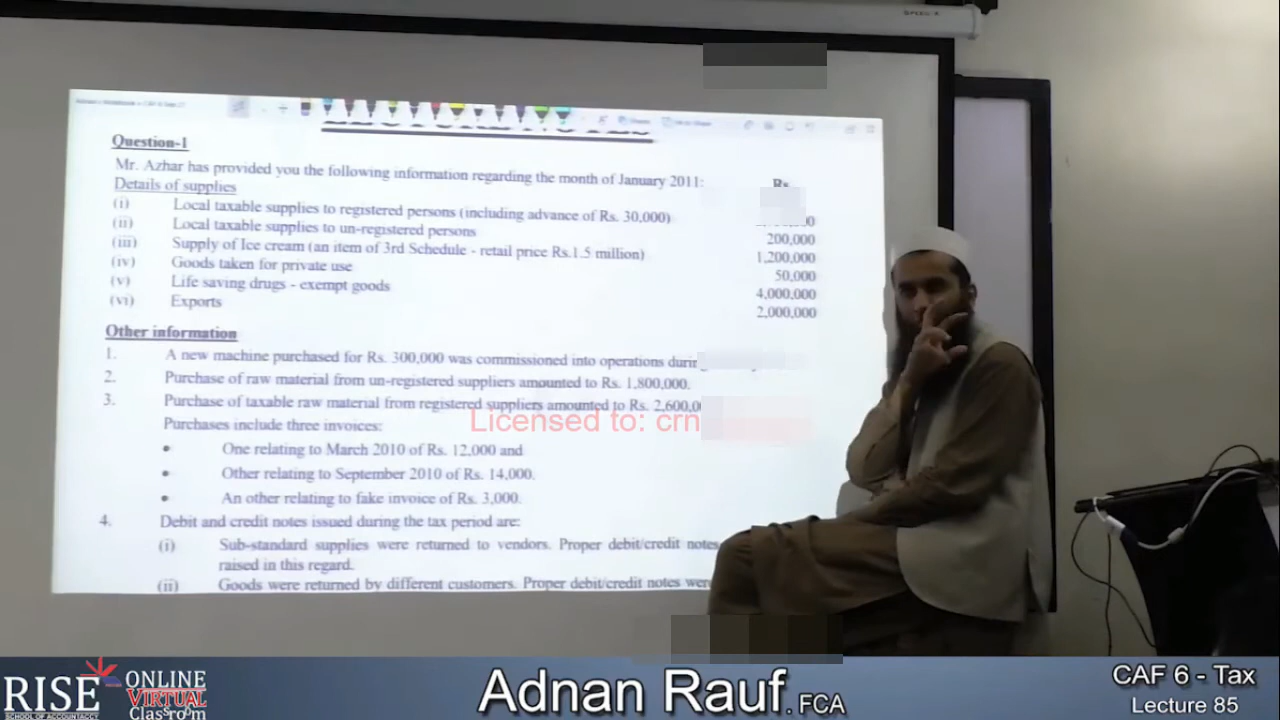 Question-1
Mr. Azhar has provided you the following information regarding the month of January 2011:
Rs.
Details of supplies
(i) Local taxable supplies to registered persons (including advance of Rs. 30,000)
(ii) Local taxable supplies to un-registered persons 200,000
(iii) Supply of Ice cream (an item of 3rd Schedule - retail price Rs.1.5 million) 1,200,000
(iv) Goods taken for private use 50,000
(v) Life saving drugs - exempt goods 4,000,000
(vi) Exports 2,000,000
Other information
1. A new machine purchased for Rs. 300,000 was commissioned into operations
2. Purchase of raw material from un-registered suppliers amounted to Rs. 1,800,000.
3. Purchase of taxable raw material from registered suppliers amounted to Rs.
Licensed to: crn
Purchases include three invoices:
• One relating to March 2010 of Rs. 12,000 and
• Other relating to September 2010 of Rs. 14,000.
• An other relating to fake invoice of Rs. 3,000.
4. Debit and credit notes issued during the tax period are:
(i) Sub-standard supplies were returned to vendors. Proper debit/credit notes
raised in this regard.
(ii) Goods were returned by different customers. Proper debit/credit notes were
RISE
SCHOOL OF ACCOUNTANCY
ONLINE
VIRTUAL
Classroom
Adnan Rauf. FCA
CAF 6 - Tax
Lecture 85